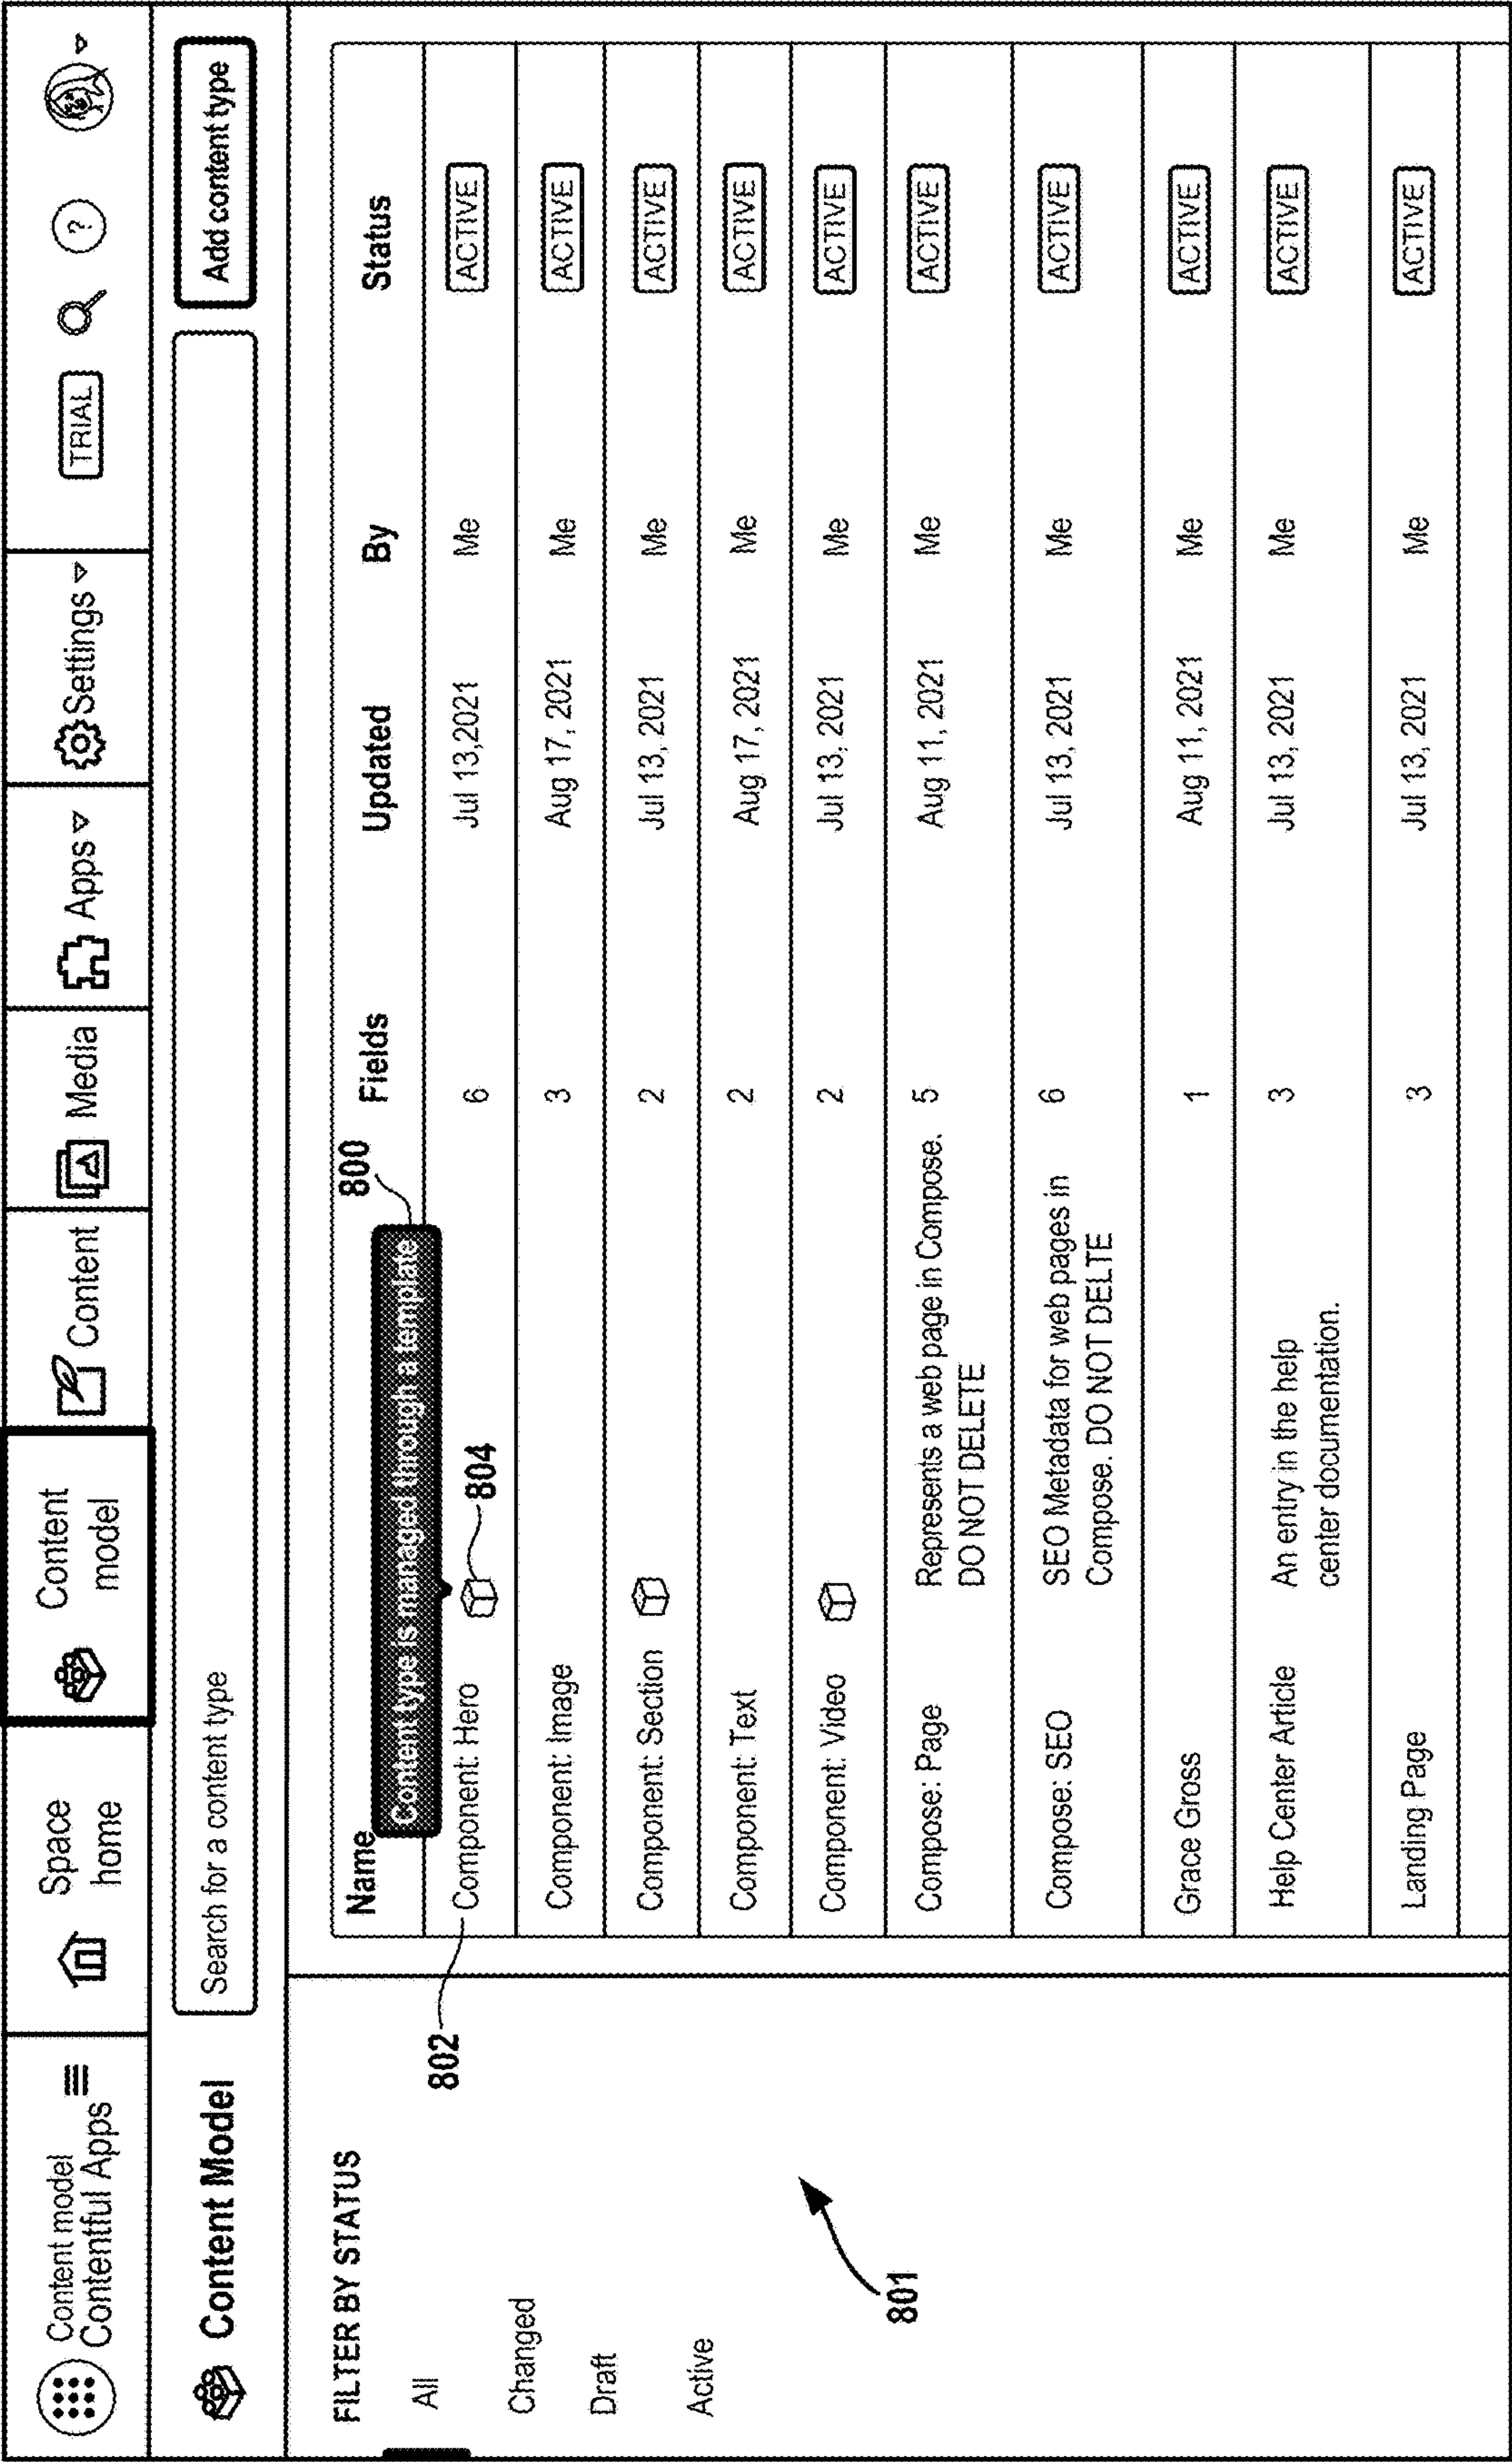 Content model
Contentful Apps
Space
home
Content
model
Content
Media
Apps
Settings
TRIAL
?
Content Model
Search for a content type
Add content type
FILTER BY STATUS
All
Changed
Draft
Active
801
802
800
804
Content type is managed through a template
Name Fields Updated By Status
Component: Hero 6 Jul 13,2021 Me ACTIVE
Component: Image 3 Aug 17, 2021 Me ACTIVE
Component: Section 2 Jul 13, 2021 Me ACTIVE
Component: Text 2 Aug 17, 2021 Me ACTIVE
Component: Video 2 Jul 13, 2021 Me ACTIVE
Compose: Page Represents a web page in Compose. 5 Aug 11, 2021 Me ACTIVE
DO NOT DELETE
Compose: SEO SEO Metadata for web pages in 6 Jul 13, 2021 Me ACTIVE
Compose. DO NOT DELTE
Grace Gross 1 Aug 11, 2021 Me ACTIVE
Help Center Article An entry in the help 3 Jul 13, 2021 Me ACTIVE
center documentation.
Landing Page 3 Jul 13, 2021 Me ACTIVE